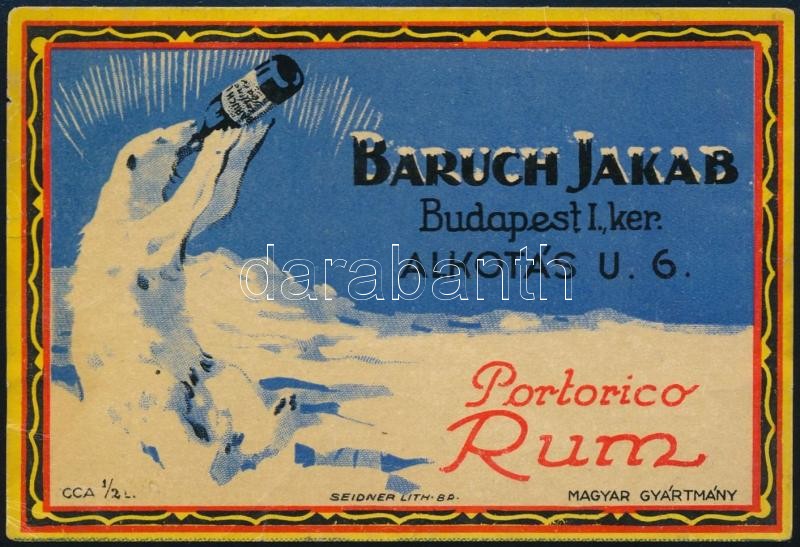 BARUCH JAKAB
Budapest I., ker.
ALKOTÁS U. 6.
darabanth
Portorico
Rum
CCA 1/2 L.
SEIDNER LITH. BP.
MAGYAR GYÁRTMÁNY